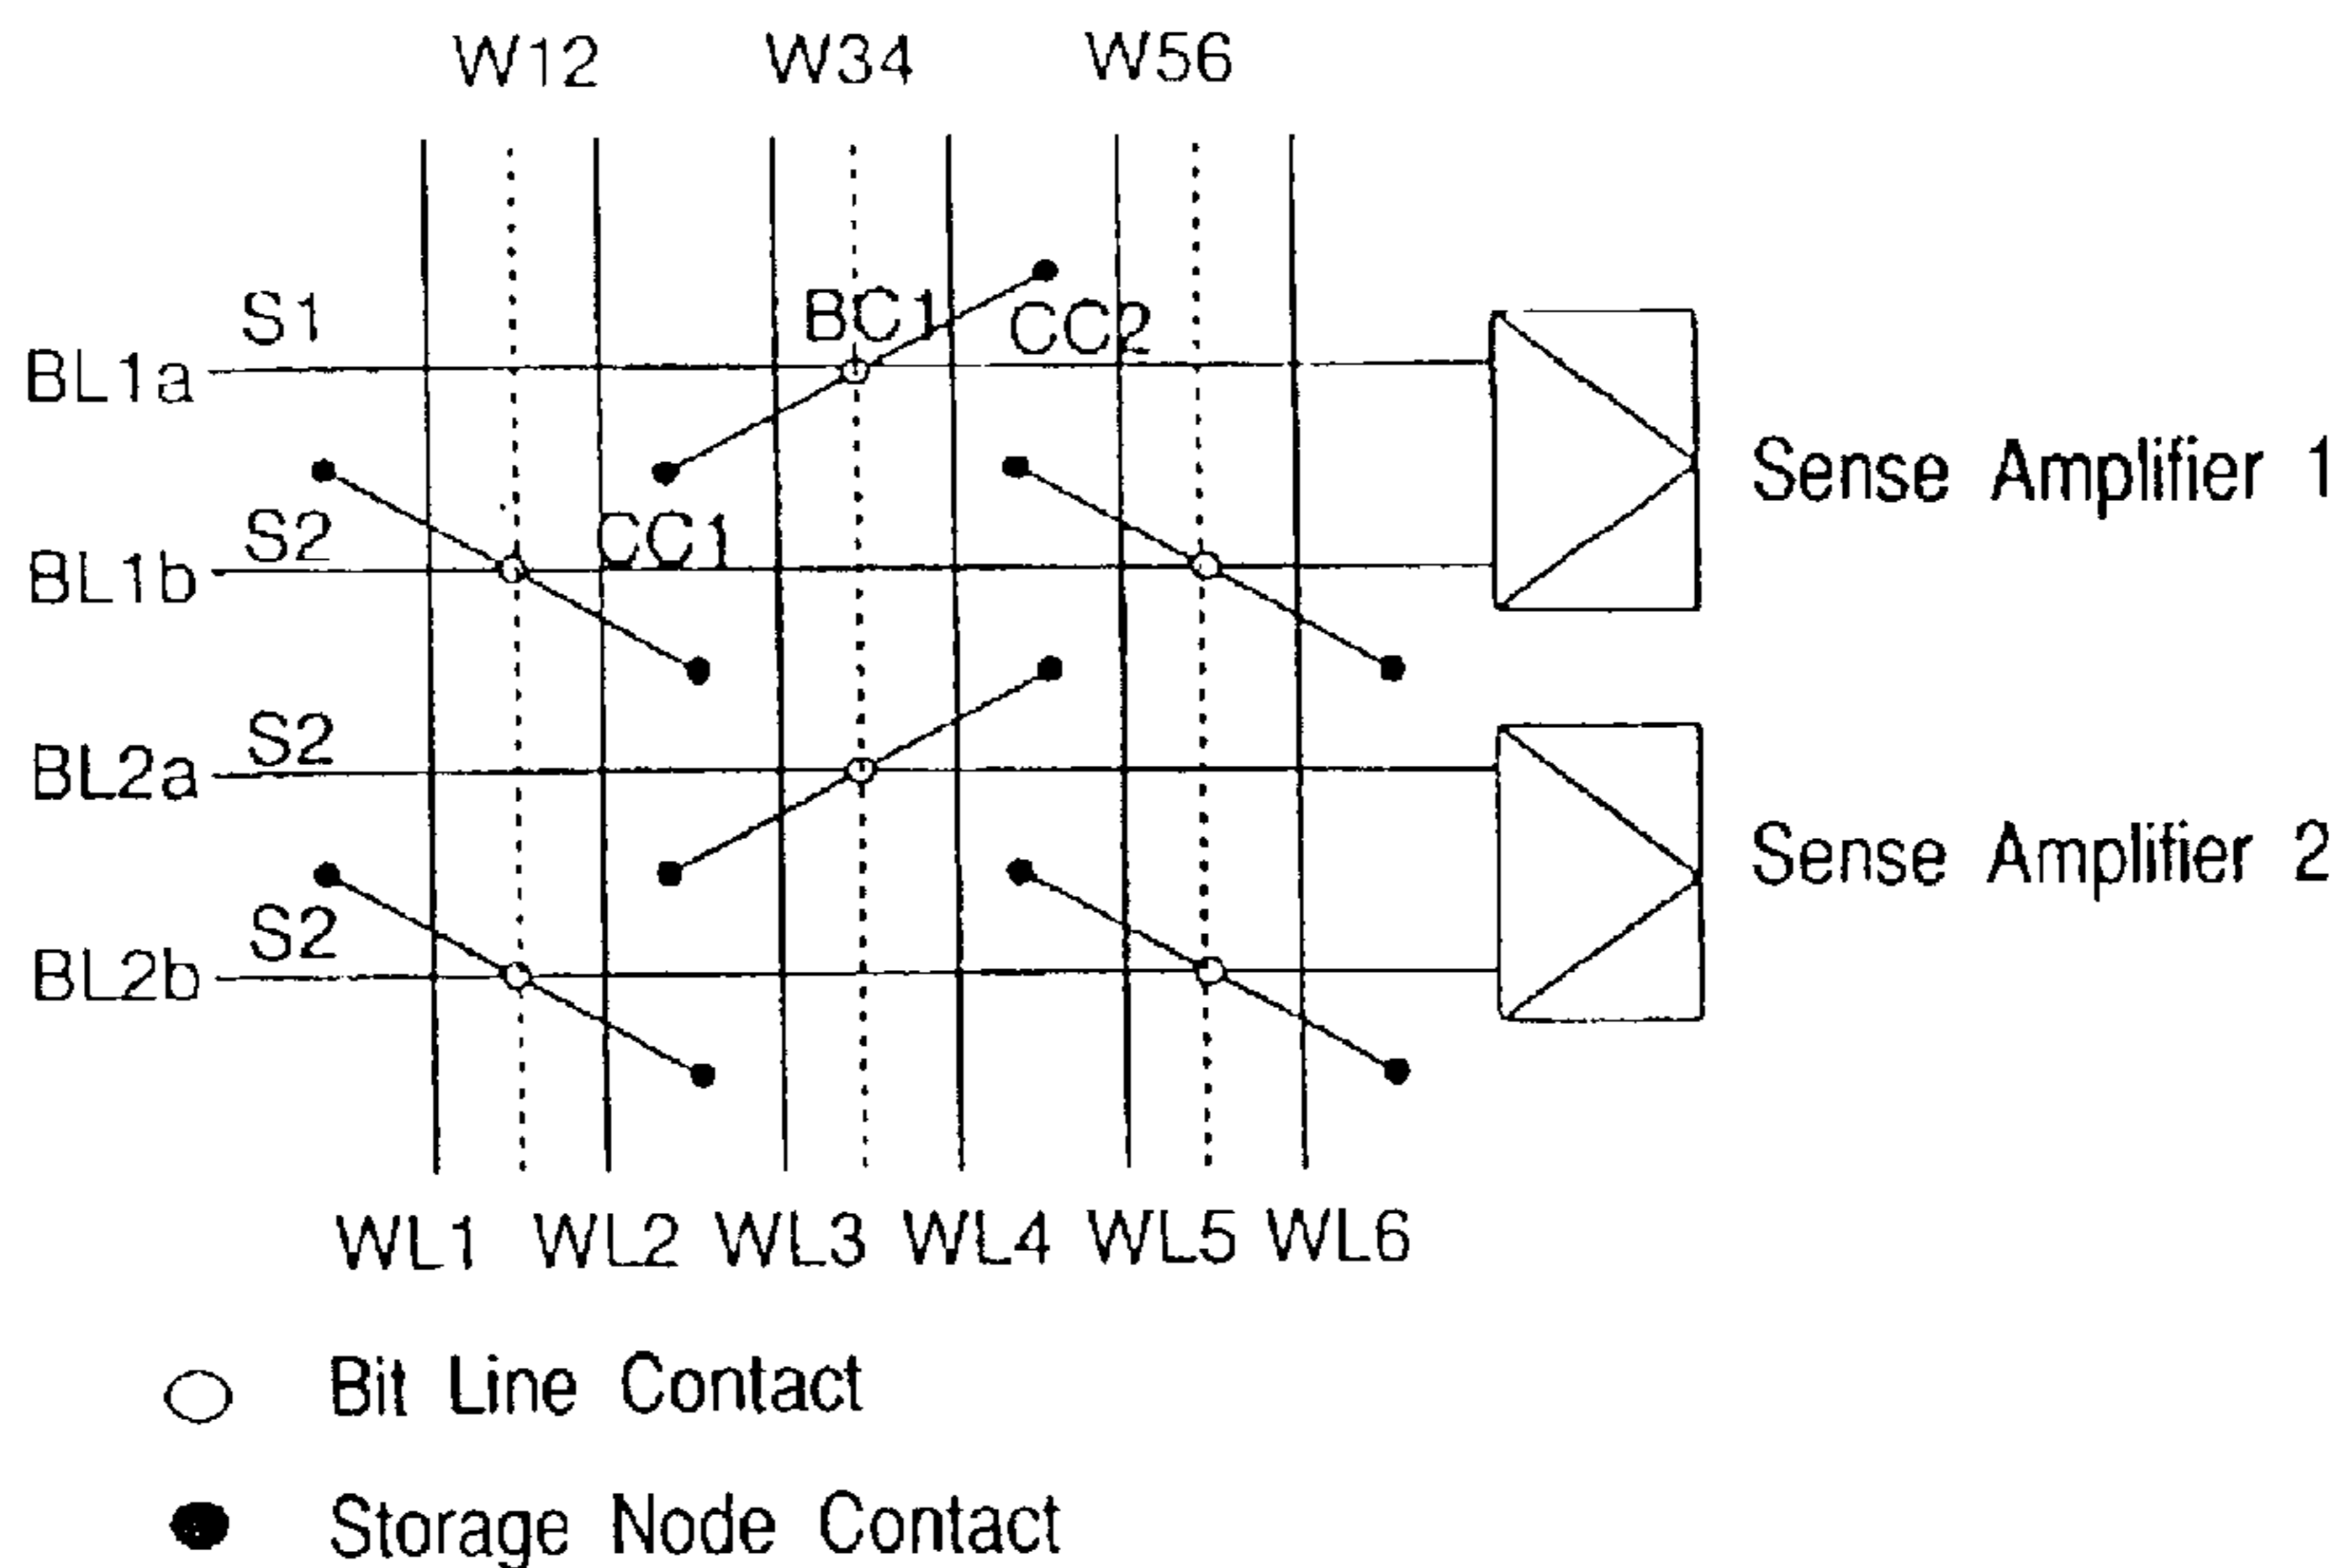 W12 W34 W56
S1 BC1 CC2
BL1a
Sense Amplifier 1
S2 CC1
BL1b
S2
BL2a
Sense Amplifier 2
S2
BL2b
WL1 WL2 WL3 WL4 WL5 WL6
Bit Line Contact
Storage Node Contact